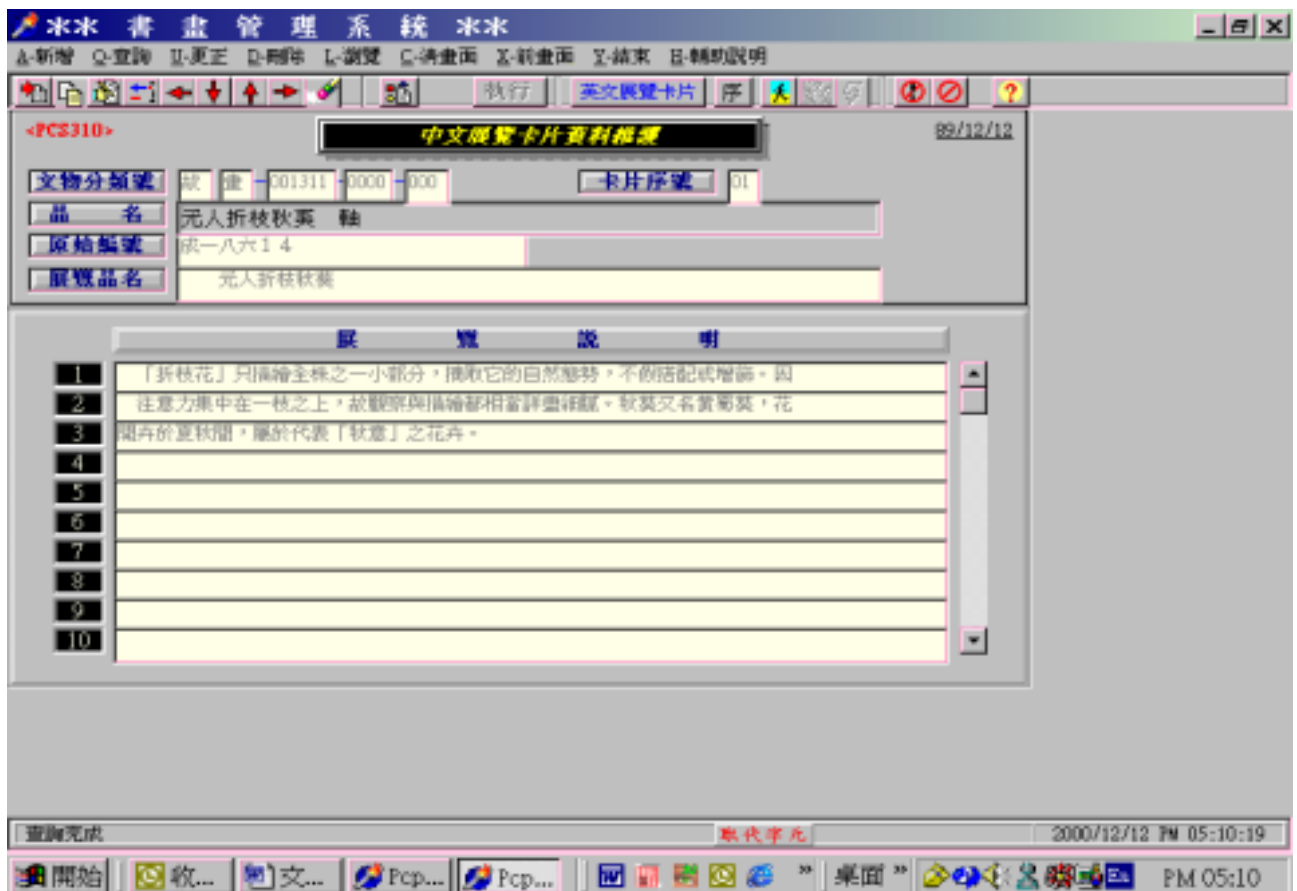 ** 書畫管理系統 **
A-新增 Q-查詢 U-更正 D-刪除 L-瀏覽 C-清畫面 X-前畫面 Y-結束 H-輔助說明
執行 英文展覽卡片 序
<PCS310> 中文展覽卡片資料維護 89/12/12
文物分類號 故 畫 -001311 -0000 -000 卡片序號 01
品名 元人折枝秋葵 軸
原始編號 成一八六14
展覽品名 元人折枝秋葵
展覽說明
1 「折枝花」只描繪全株之一小部分,摘取它的自然態勢,不假搭配或增飾。因
2 注意力集中在一枝之上,故觀察與描繪都相當詳盡細膩。秋葵又名黃蜀葵,花
3 開卉於夏秋間,屬於代表「秋意」之花卉。
4
5
6
7
8
9
10
查詢完成 取代字元 2000/12/12 PM 05:10:19
開始 收... 文... Pcp... Pcp... » 桌面 » En PM 05:10